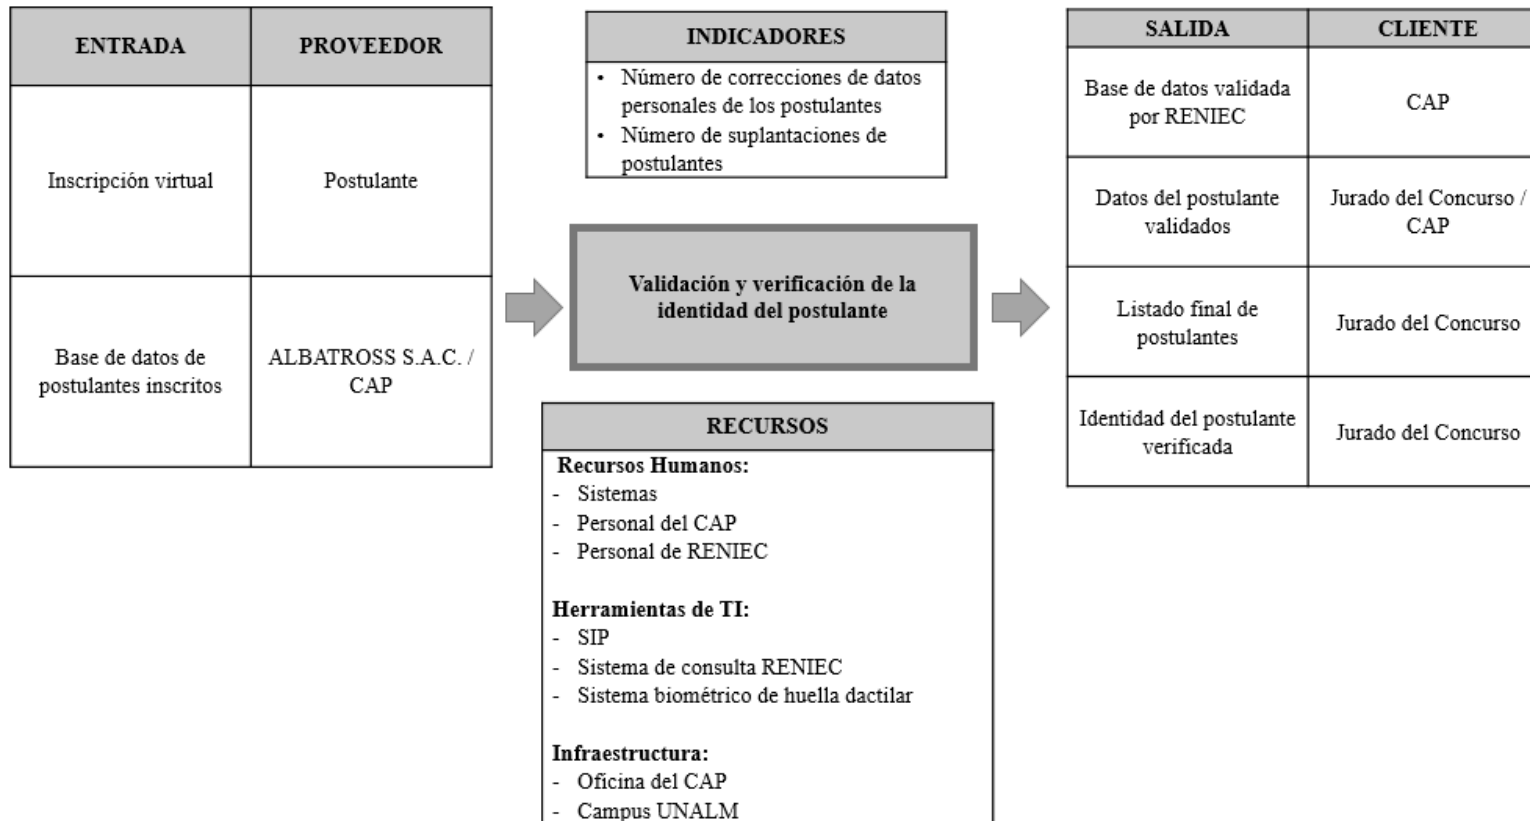 ENTRADA
PROVEEDOR
Inscripción virtual
Postulante
Base de datos de
postulantes inscritos
ALBATROSS S.A.C. /
CAP
INDICADORES
• Número de correcciones de datos
personales de los postulantes
• Número de suplantaciones de
postulantes
Validación y verificación de la
identidad del postulante
RECURSOS
Recursos Humanos:
- Sistemas
- Personal del CAP
- Personal de RENIEC
Herramientas de TI:
- SIP
- Sistema de consulta RENIEC
- Sistema biométrico de huella dactilar
Infraestructura:
- Oficina del CAP
- Campus UNALM
SALIDA
CLIENTE
Base de datos validada
por RENIEC
CAP
Datos del postulante
validados
Jurado del Concurso /
CAP
Listado final de
postulantes
Jurado del Concurso
Identidad del postulante
verificada
Jurado del Concurso